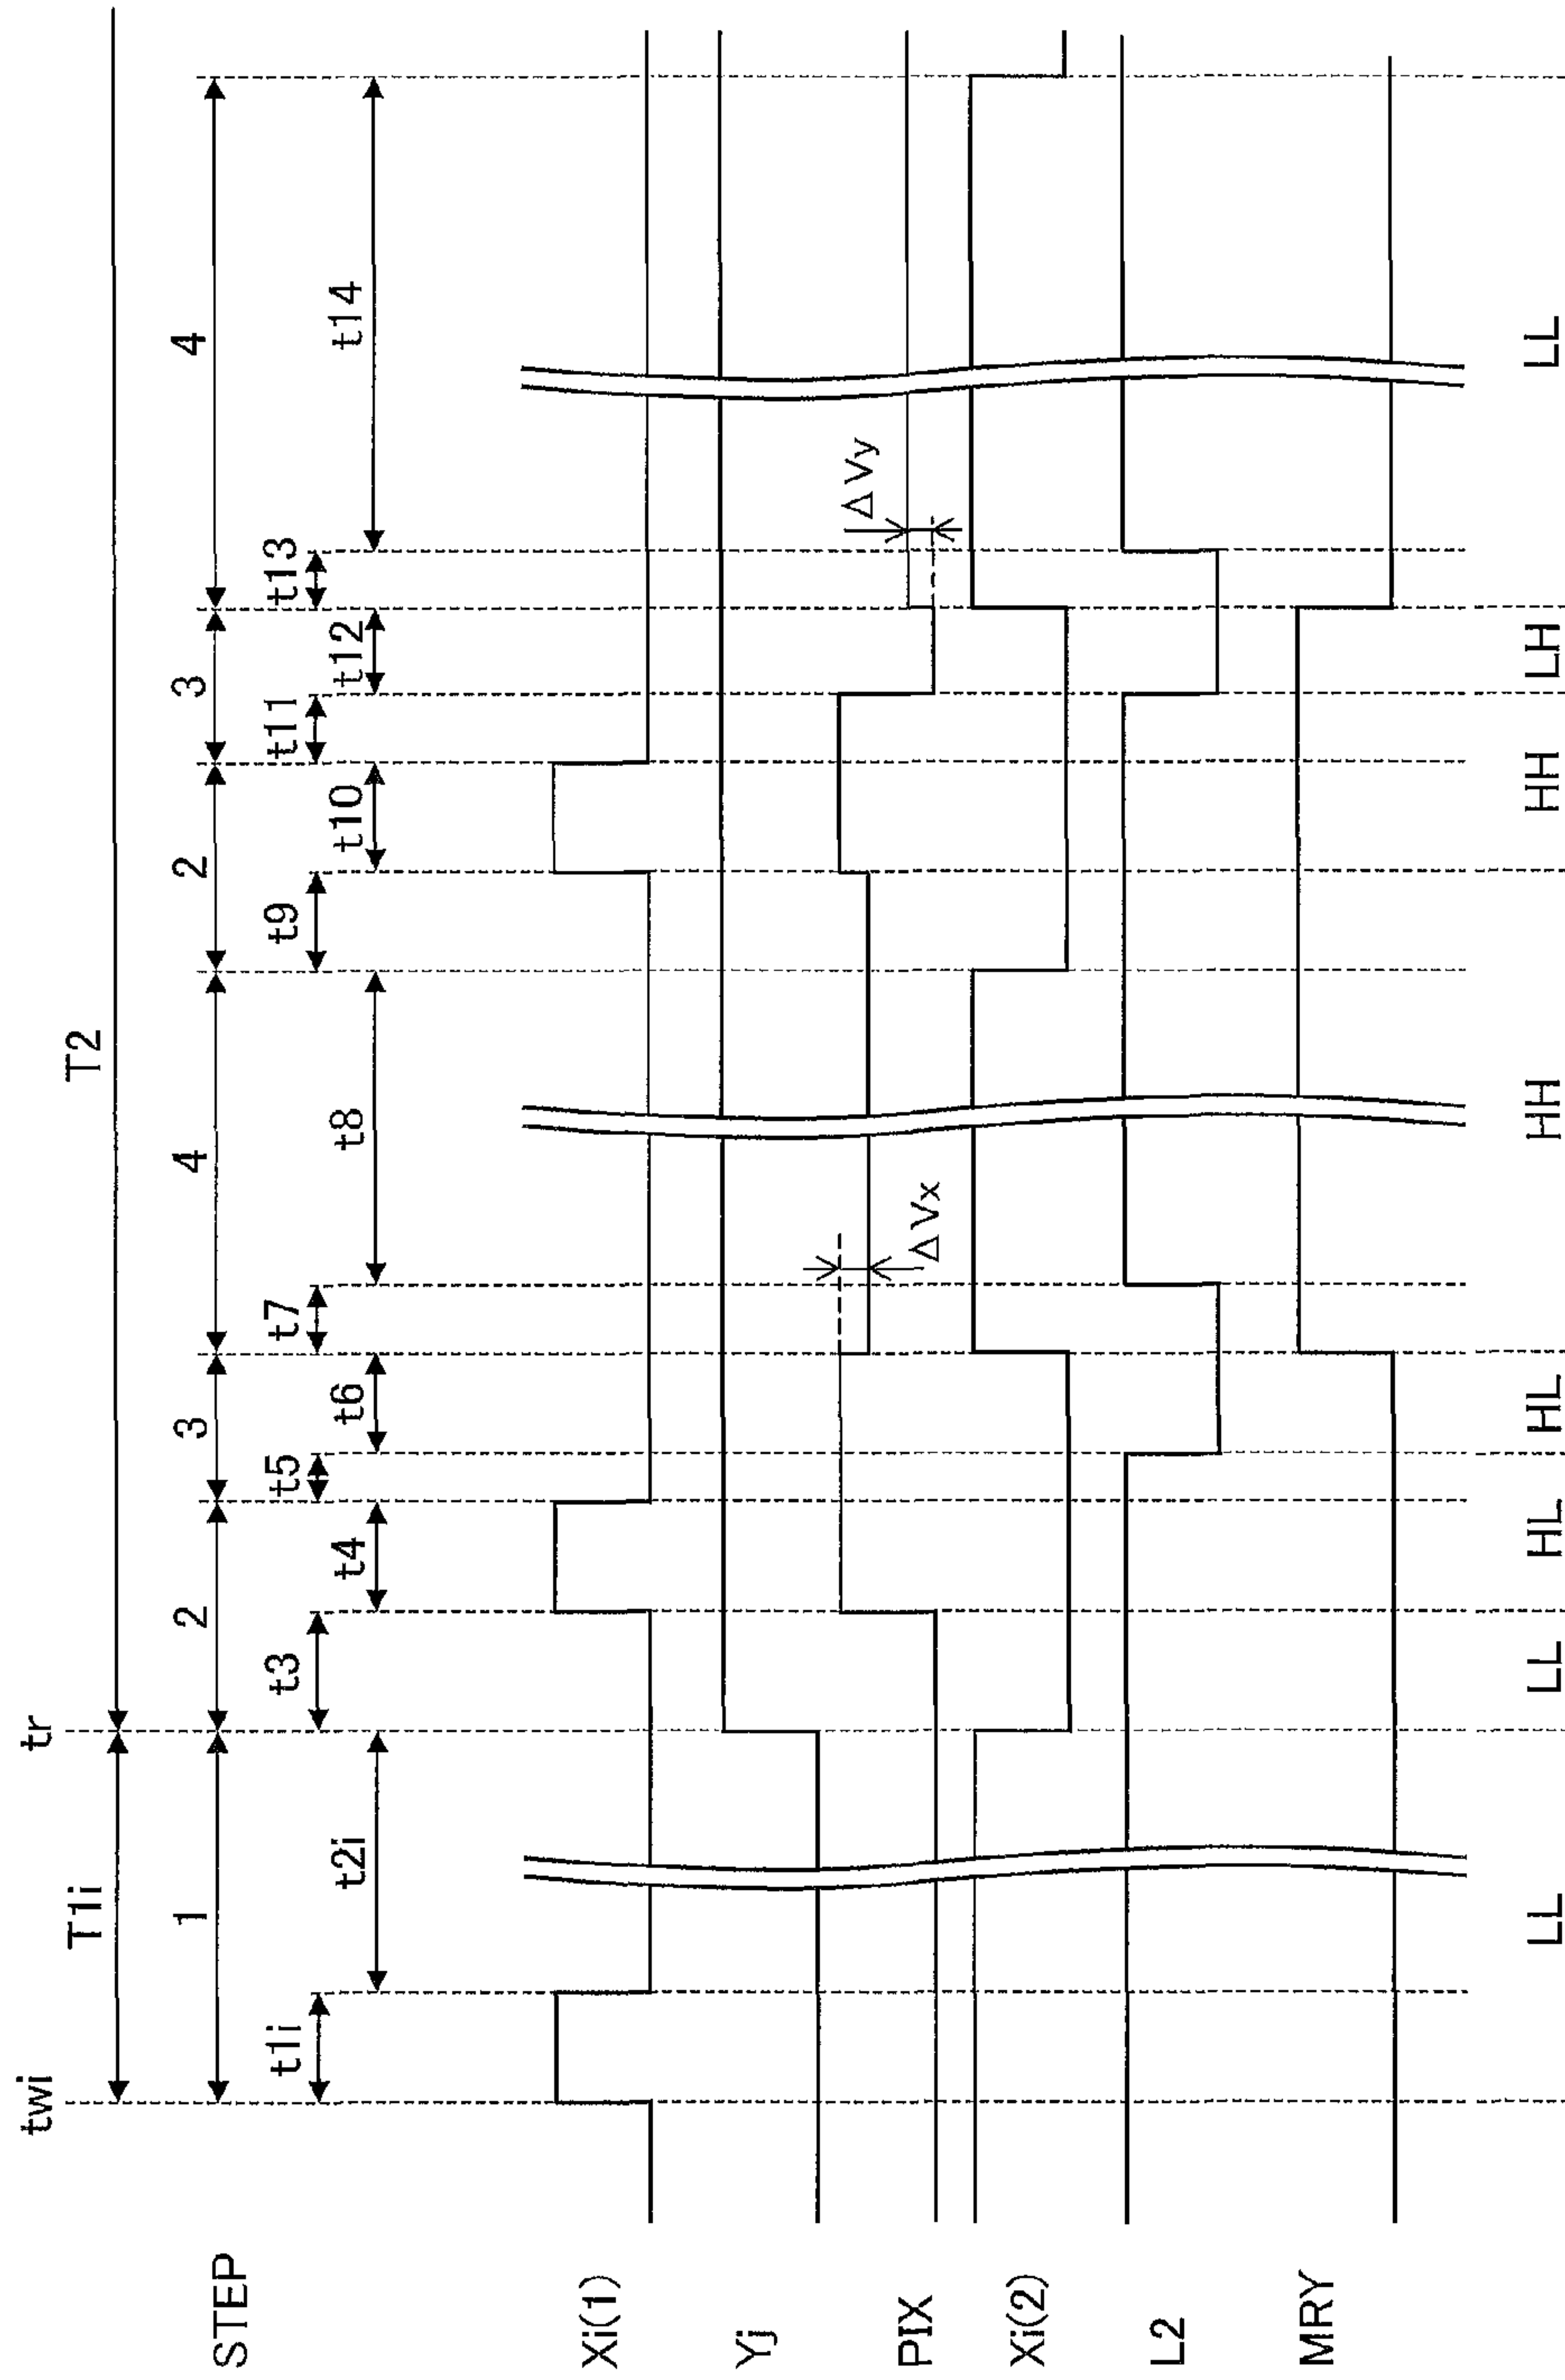 twi tr
T1i T2
STEP 1 2 3 4 2 3 4
t1i t3 t5 t7 t9 t11 t13
t2i t4 t6 t8 t10 t12 t14
Xi(1)
Yj
PIX ΔVx ΔVy
Xi(2)
L2
MRY
LL LL HL HL HH HH LH LL